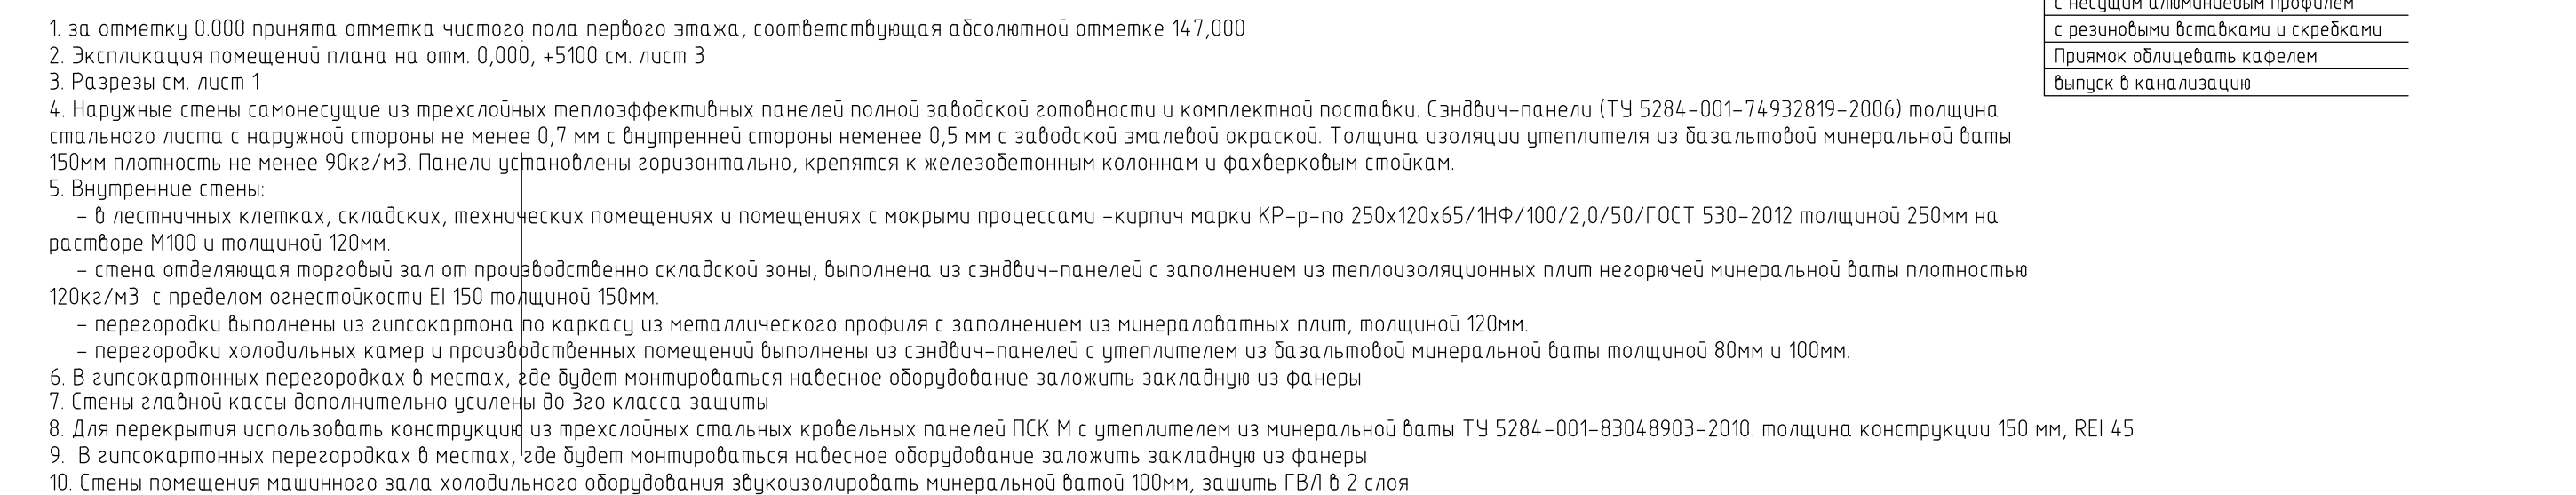 1. за отметку 0.000 принята отметка чистого пола первого этажа, соответствующая абсолютной отметке 147,000
2. Экспликация помещений плана на отм. 0,000, +5100 см. лист 3
3. Разрезы см. лист 1
4. Наружные стены самонесущие из трехслойных теплоэффективных панелей полной заводской готовности и комплектной поставки. Сэндвич-панели (ТУ 5284-001-74932819-2006) толщина
стального листа с наружной стороны не менее 0,7 мм с внутренней стороны неменее 0,5 мм с заводской эмалевой окраской. Толщина изоляции утеплителя из базальтовой минеральной ваты
150мм плотность не менее 90кг/м3. Панели установлены горизонтально, крепятся к железобетонным колоннам и фахверковым стойкам.
5. Внутренние стены:
- в лестничных клетках, складских, технических помещениях и помещениях с мокрыми процессами -кирпич марки КР-р-по 250х120х65/1НФ/100/2,0/50/ГОСТ 530-2012 толщиной 250мм на
растворе М100 и толщиной 120мм.
- стена отделяющая торговый зал от производственно складской зоны, выполнена из сэндвич-панелей с заполнением из теплоизоляционных плит негорючей минеральной ваты плотностью
120кг/м3 с пределом огнестойкости EI 150 толщиной 150мм.
- перегородки выполнены из гипсокартона по каркасу из металлического профиля с заполнением из минераловатных плит, толщиной 120мм.
- перегородки холодильных камер и производственных помещений выполнены из сэндвич-панелей с утеплителем из базальтовой минеральной ваты толщиной 80мм и 100мм.
6. В гипсокартонных перегородках в местах, где будет монтироваться навесное оборудование заложить закладную из фанеры
7. Стены главной кассы дополнительно усилены до 3го класса защиты
8. Для перекрытия использовать конструкцию из трехслойных стальных кровельных панелей ПСК М с утеплителем из минеральной ваты ТУ 5284-001-83048903-2010. толщина конструкции 150 мм, REI 45
9. В гипсокартонных перегородках в местах, где будет монтироваться навесное оборудование заложить закладную из фанеры
10. Стены помещения машинного зала холодильного оборудования звукоизолировать минеральной ватой 100мм, зашить ГВЛ в 2 слоя
с несущим алюминиевым профилем
с резиновыми вставками и скребками
Приямок облицевать кафелем
выпуск в канализацию